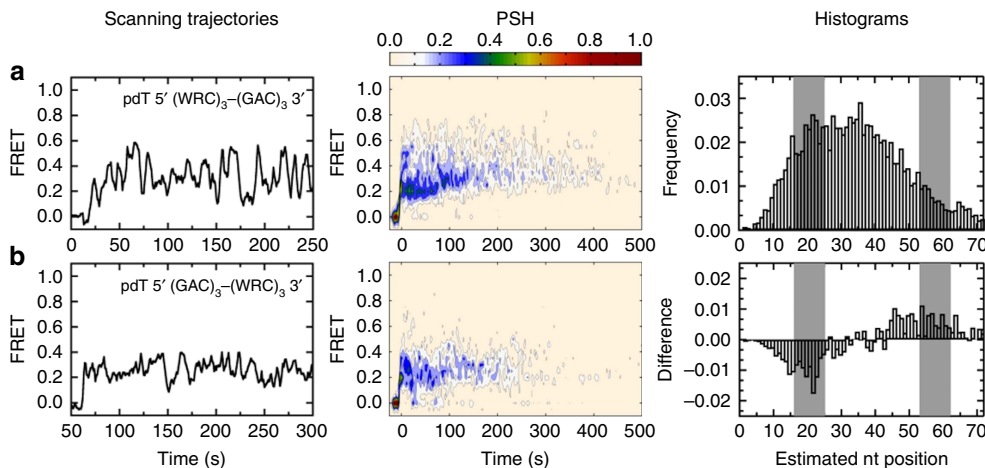 Scanning trajectories
PSH
Histograms
0.0 0.2 0.4 0.6 0.8 1.0
a
pdT 5′ (WRC)3–(GAC)3 3′
FRET
1.0
0.8
0.6
0.4
0.2
0.0
0 50 100 150 200 250
FRET
1.0
0.8
0.6
0.4
0.2
0.0
0 100 200 300 400 500
Frequency
0.03
0.02
0.01
0.00
b
pdT 5′ (GAC)3–(WRC)3 3′
FRET
1.0
0.8
0.6
0.4
0.2
0.0
50 100 150 200 250 300
Time (s)
FRET
1.0
0.8
0.6
0.4
0.2
0.0
0 100 200 300 400 500
Time (s)
Difference
0.02
0.01
0.00
−0.01
−0.02
0 10 20 30 40 50 60 70
Estimated nt position